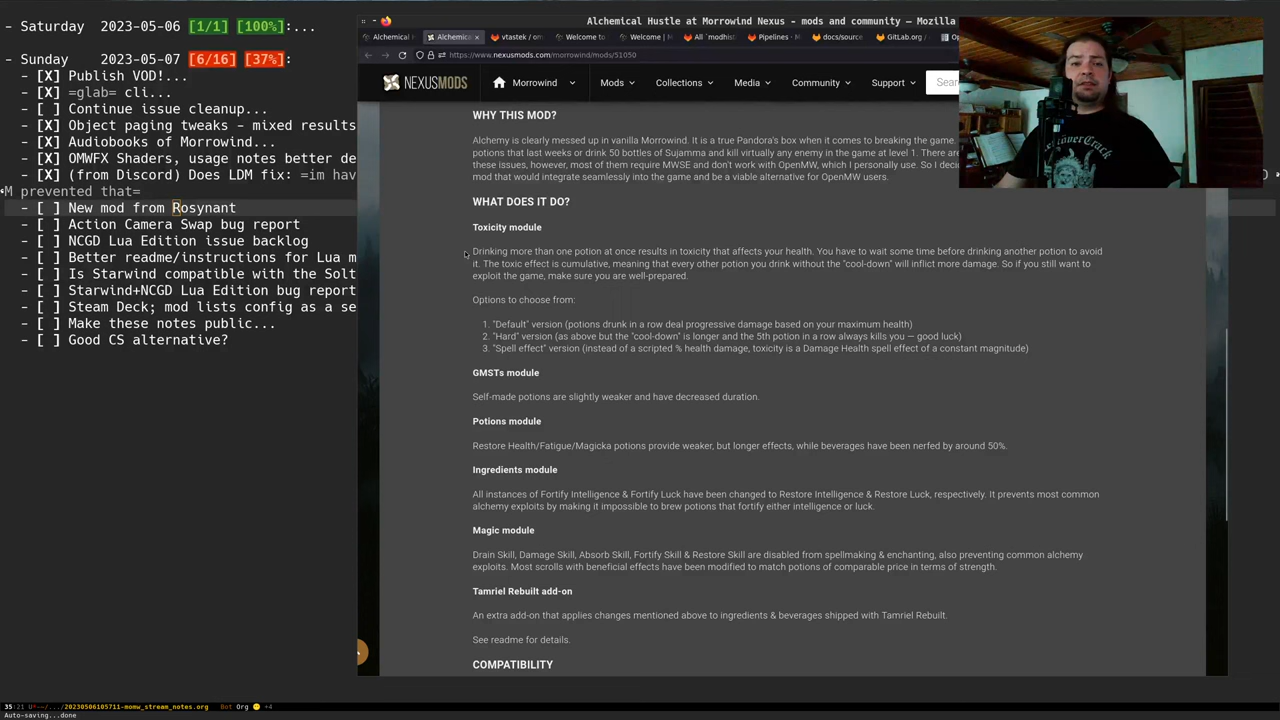 - Saturday 2023-05-06 [1/1] [100%]:...
- Sunday 2023-05-07 [6/16] [37%]:
- [X] Publish VOD!...
- [X] =glab= cli...
- [ ] Continue issue cleanup...
- [X] Object paging tweaks - mixed results
- [X] Audiobooks of Morrowind...
- [X] OMWFX Shaders, usage notes better de
- [X] (from Discord) Does LDM fix: =im hav
M prevented that=
- [ ] New mod from Rosynant
- [ ] Action Camera Swap bug report
- [ ] NCGD Lua Edition issue backlog
- [ ] Better readme/instructions for Lua m
- [ ] Is Starwind compatible with the Solt
- [ ] Starwind+NCGD Lua Edition bug report
- [ ] Steam Deck; mod lists config as a se
- [ ] Make these notes public...
- [ ] Good CS alternative?
35:21 20230506105711-momw_stream_notes.org Bot Org +4
Auto-saving...done
Alchemical Hustle at Morrowind Nexus - mods and community — Mozilla
Alchemical H
Alchemic ×
vtastek / om
Welcome to
Welcome |
All `modhis
Pipelines ·
docs/source
GitLab.org /
https://www.nexusmods.com/morrowind/mods/51050
NEXUSMODS
Morrowind
Mods
Collections
Media
Community
Support
Sear
WHY THIS MOD?
Alchemy is clearly messed up in vanilla Morrowind. It is a true Pandora's box when it comes to breaking the game.
potions that last weeks or drink 50 bottles of Sujamma and kill virtually any enemy in the game at level 1. There are
these issues, however, most of them require MWSE and don't work with OpenMW, which I personally use. So I deci
mod that would integrate seamlessly into the game and be a viable alternative for OpenMW users.
WHAT DOES IT DO?
Toxicity module
Drinking more than one potion at once results in toxicity that affects your health. You have to wait some time before drinking another potion to avoid
it. The toxic effect is cumulative, meaning that every other potion you drink without the "cool-down" will inflict more damage. So if you still want to
exploit the game, make sure you are well-prepared.
Options to choose from:
1. "Default" version (potions drunk in a row deal progressive damage based on your maximum health)
2. "Hard" version (as above but the "cool-down" is longer and the 5th potion in a row always kills you — good luck)
3. "Spell effect" version (instead of a scripted % health damage, toxicity is a Damage Health spell effect of a constant magnitude)
GMSTs module
Self-made potions are slightly weaker and have decreased duration.
Potions module
Restore Health/Fatigue/Magicka potions provide weaker, but longer effects, while beverages have been nerfed by around 50%.
Ingredients module
All instances of Fortify Intelligence & Fortify Luck have been changed to Restore Intelligence & Restore Luck, respectively. It prevents most common
alchemy exploits by making it impossible to brew potions that fortify either intelligence or luck.
Magic module
Drain Skill, Damage Skill, Absorb Skill, Fortify Skill & Restore Skill are disabled from spellmaking & enchanting, also preventing common alchemy
exploits. Most scrolls with beneficial effects have been modified to match potions of comparable price in terms of strength.
Tamriel Rebuilt add-on
An extra add-on that applies changes mentioned above to ingredients & beverages shipped with Tamriel Rebuilt.
See readme for details.
COMPATIBILITY